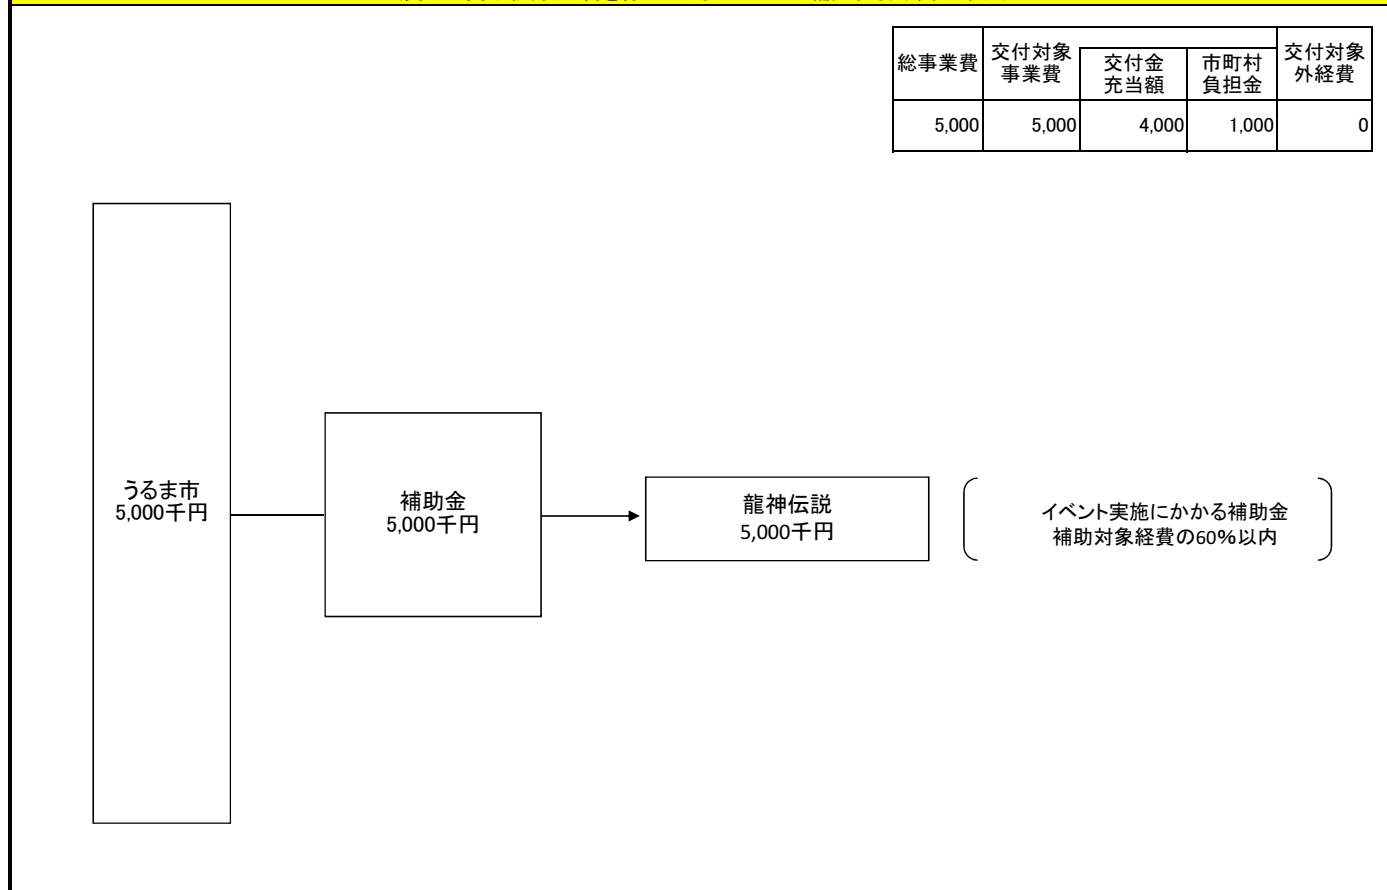 総事業費
交付対象
事業費
交付金
充当額
市町村
負担金
交付対象
外経費
5,000
5,000
4,000
1,000
0
うるま市
5,000千円
補助金
5,000千円
龍神伝説
5,000千円
イベント実施にかかる補助金
補助対象経費の60%以内